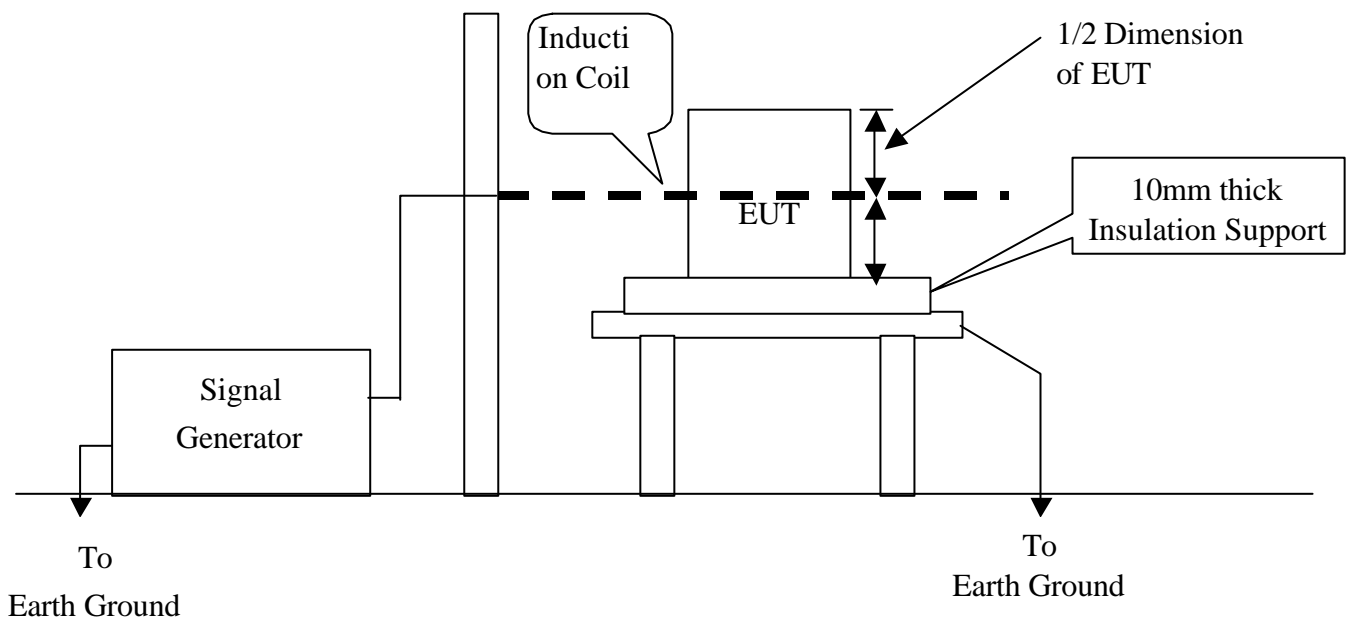 Inducti
on Coil
1/2 Dimension
of EUT
10mm thick
Insulation Support
EUT
Signal
Generator
To
Earth Ground
To
Earth Ground